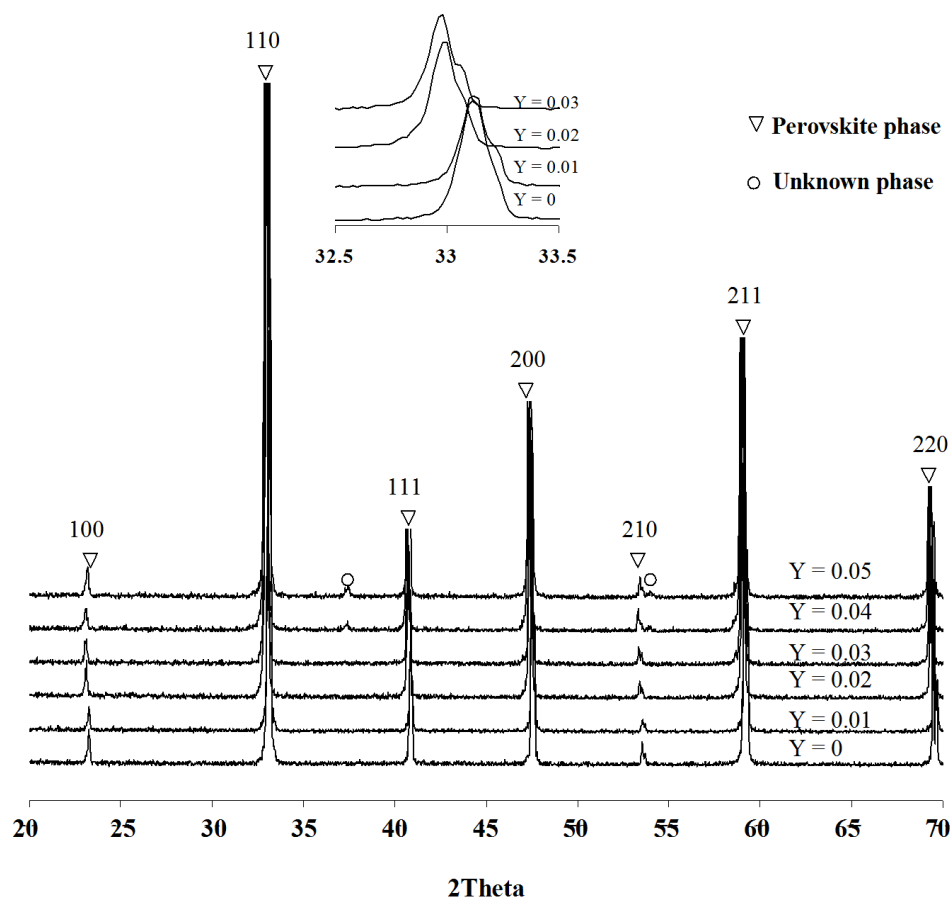 110
Y = 0.03
Y = 0.02
Y = 0.01
Y = 0
32.5 33 33.5
Perovskite phase
Unknown phase
211
200
220
111
100
210
Y = 0.05
Y = 0.04
Y = 0.03
Y = 0.02
Y = 0.01
Y = 0
20 25 30 35 40 45 50 55 60 65 70
2Theta